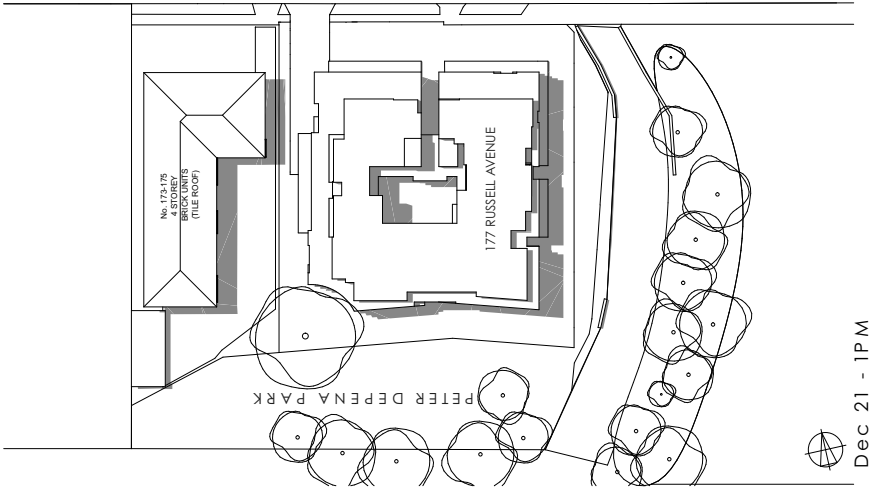 No. 173-175
4 STOREY
BRICK UNITS
(TILE ROOF)
177 RUSSELL AVENUE
PETER DEPENA PARK
Dec 21 - 1PM